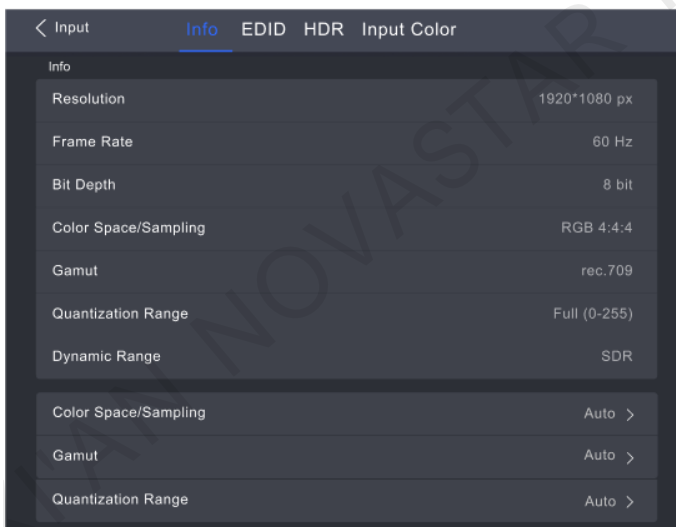 Input Info EDID HDR Input Color
Info
Resolution 1920*1080 px
Frame Rate 60 Hz
Bit Depth 8 bit
Color Space/Sampling RGB 4:4:4
Gamut rec.709
Quantization Range Full (0-255)
Dynamic Range SDR
Color Space/Sampling Auto
Gamut Auto
Quantization Range Auto
NOVASTAR